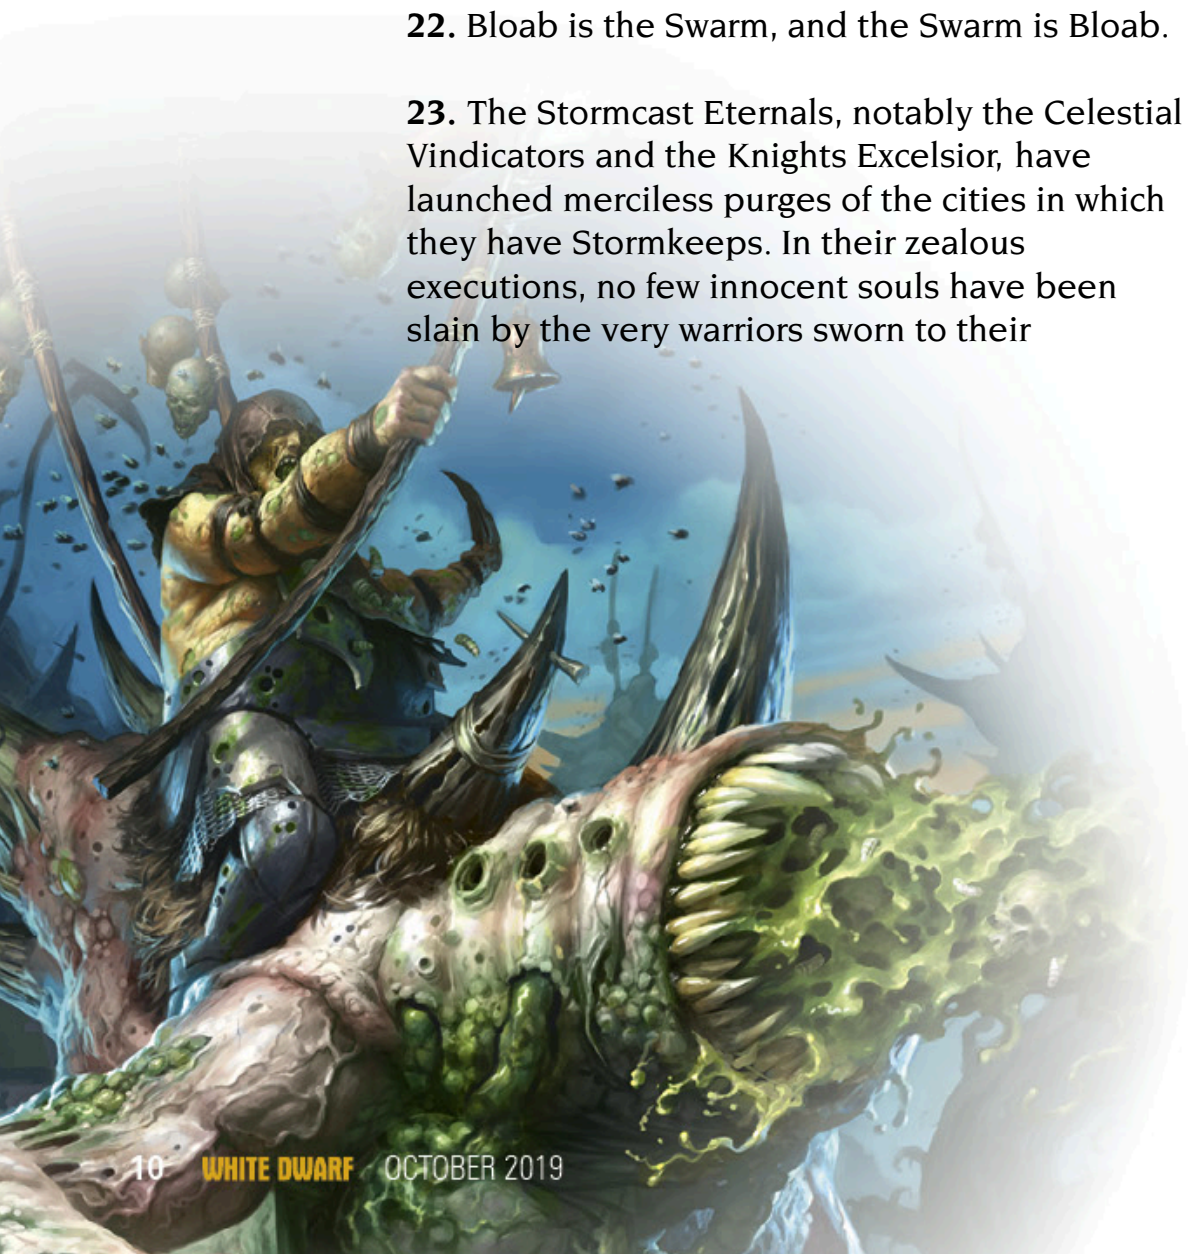 22. Bloab is the Swarm, and the Swarm is Bloab.
23. The Stormcast Eternals, notably the Celestial
Vindicators and the Knights Excelsior, have
launched merciless purges of the cities in which
they have Stormkeeps. In their zealous
executions, no few innocent souls have been
slain by the very warriors sworn to their
10 WHITE DWARF OCTOBER 2019